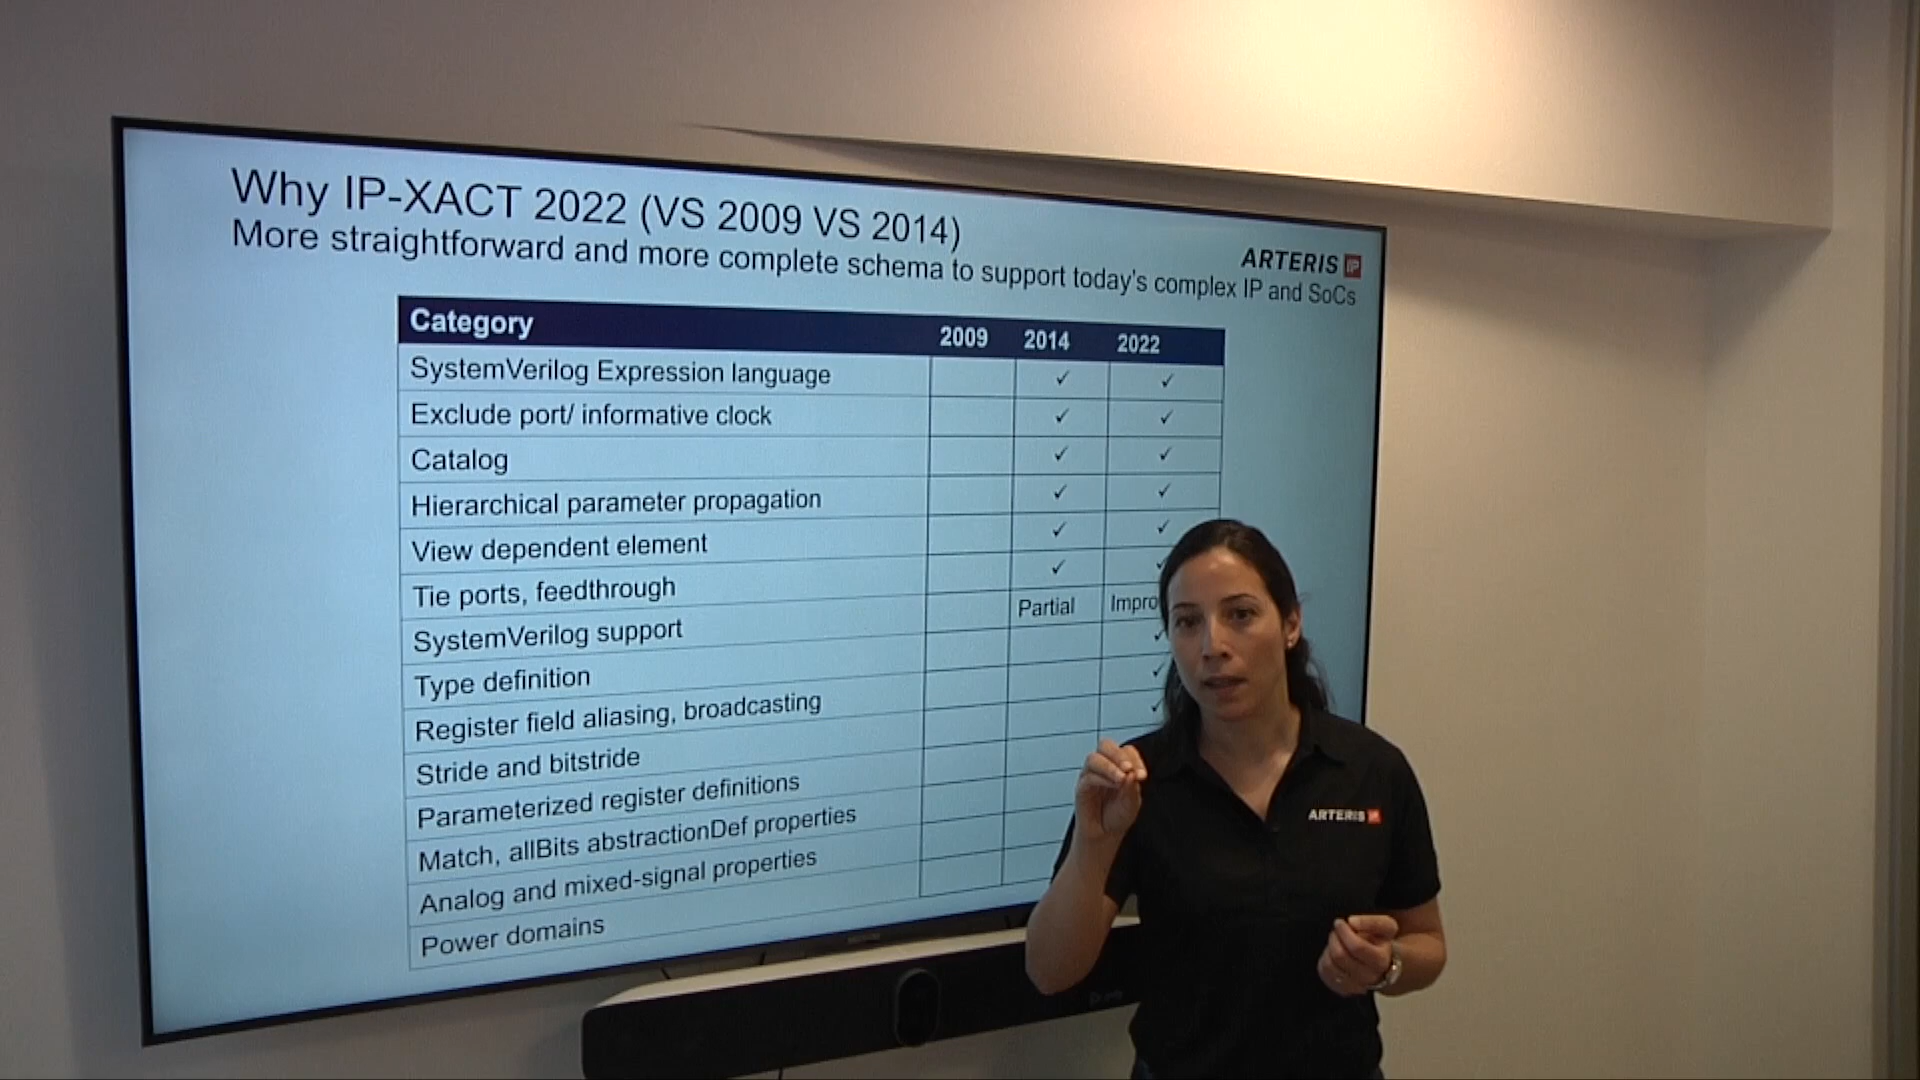 Why IP-XACT 2022 (VS 2009 VS 2014)
More straightforward and more complete schema to support today's complex IP and SoCs
ARTERIS IP
Category 2009 2014 2022
SystemVerilog Expression language ✓ ✓
Exclude port/ informative clock ✓ ✓
Catalog ✓ ✓
Hierarchical parameter propagation ✓ ✓
View dependent element ✓ ✓
Tie ports, feedthrough ✓ ✓
SystemVerilog support Partial Impro
Type definition ✓
Register field aliasing, broadcasting ✓
Stride and bitstride ✓
Parameterized register definitions
Match, allBits abstractionDef properties
Analog and mixed-signal properties
Power domains
ARTERIS IP